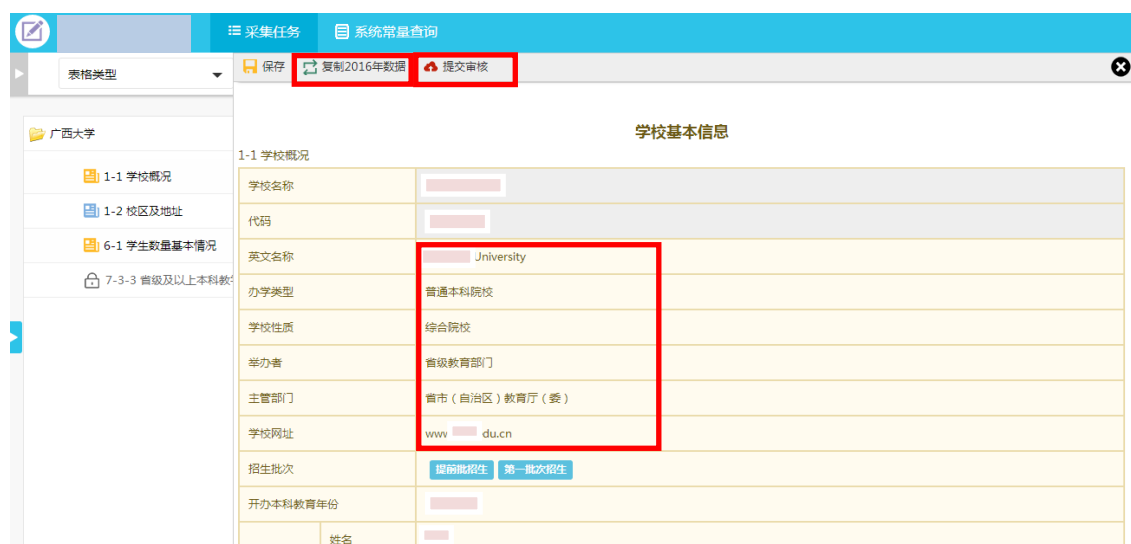 采集任务 系统常量查询
表格类型 保存 复制2016年数据 提交审核
广西大学
1-1 学校概况
1-2 校区及地址
6-1 学生数量基本情况
7-3-3 省级及以上本科教学
学校基本信息
1-1 学校概况
学校名称
代码
英文名称 University
办学类型 普通本科院校
学校性质 综合院校
举办者 省级教育部门
主管部门 省市（自治区）教育厅（委）
学校网址 www du.cn
招生批次 提前批招生 第一批次招生
开办本科教育年份
姓名